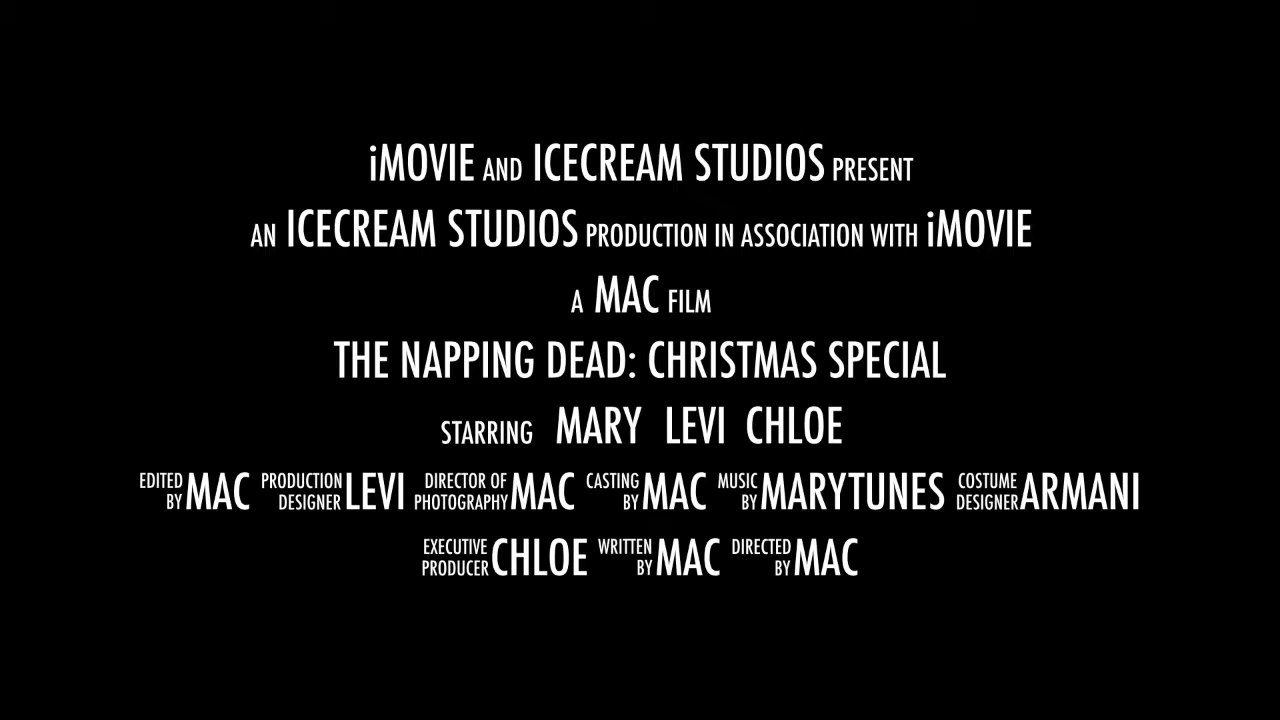 iMOVIE AND ICECREAM STUDIOS PRESENT
AN ICECREAM STUDIOS PRODUCTION IN ASSOCIATION WITH iMOVIE
A MAC FILM
THE NAPPING DEAD: CHRISTMAS SPECIAL
STARRING MARY LEVI CHLOE
EDITED BY MAC PRODUCTION DESIGNER LEVI DIRECTOR OF PHOTOGRAPHY MAC CASTING BY MAC MUSIC BY MARYTUNES COSTUME DESIGNER ARMANI
EXECUTIVE PRODUCER CHLOE WRITTEN BY MAC DIRECTED BY MAC